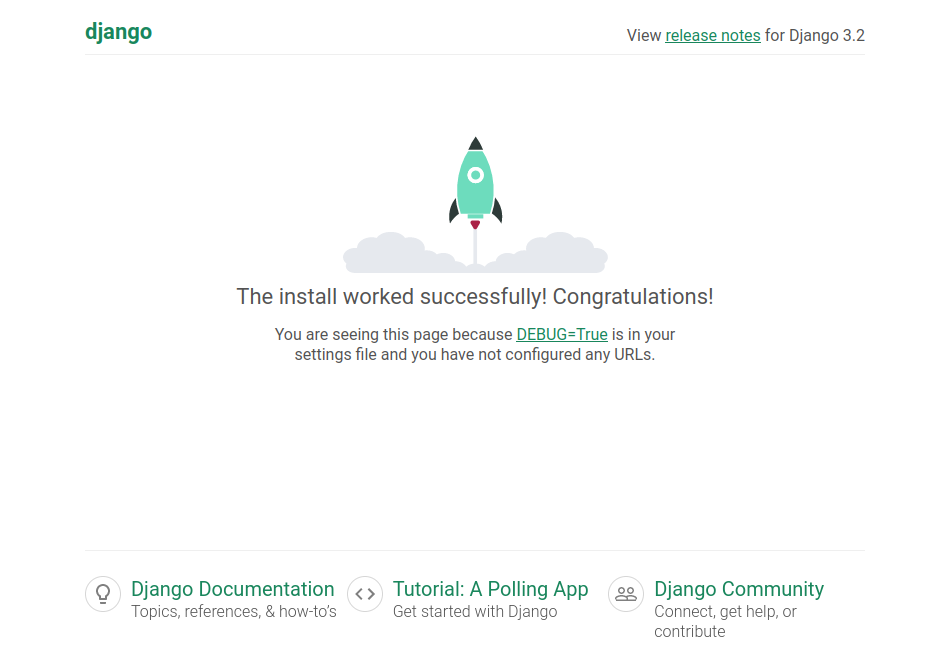 django
View release notes for Django 3.2
The install worked successfully! Congratulations!
You are seeing this page because DEBUG=True is in your
settings file and you have not configured any URLs.
Django Documentation
Topics, references, & how-to’s
Tutorial: A Polling App
Get started with Django
Django Community
Connect, get help, or
contribute